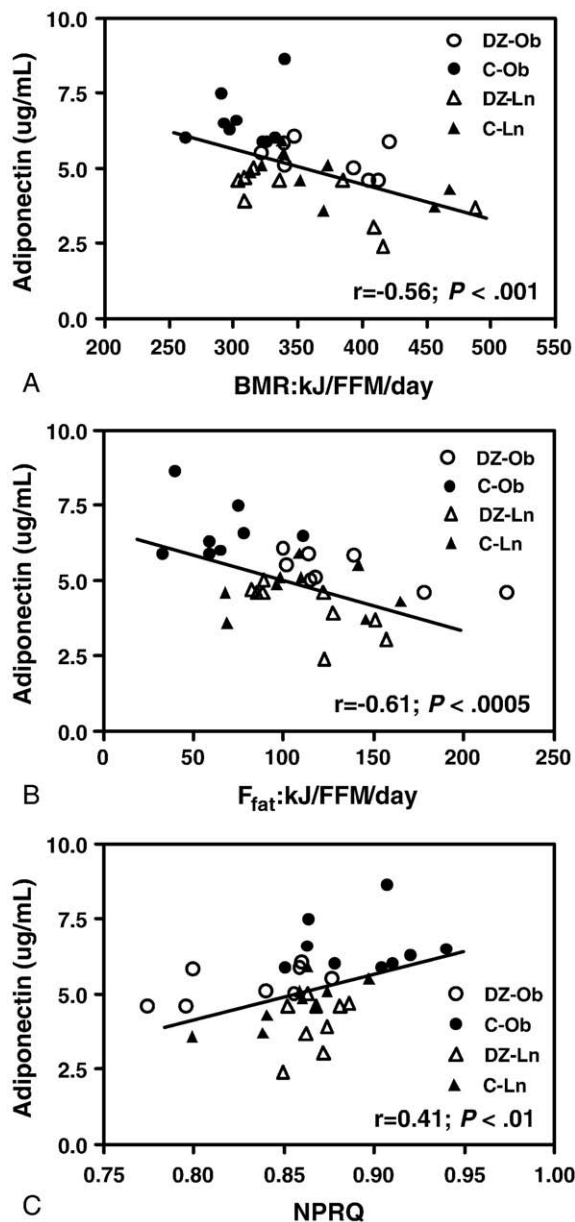 10.0
DZ-Ob
C-Ob
DZ-Ln
C-Ln
7.5
5.0
2.5
0.0
Adiponectin (ug/mL)
r=-0.56; P < .001
200 250 300 350 400 450 500 550
A
BMR:kJ/FFM/day
10.0
DZ-Ob
C-Ob
DZ-Ln
C-Ln
7.5
5.0
2.5
0.0
Adiponectin (ug/mL)
r=-0.61; P < .0005
0 50 100 150 200 250
B
Ffat:kJ/FFM/day
10.0
7.5
5.0
2.5
0.0
Adiponectin (ug/mL)
DZ-Ob
C-Ob
DZ-Ln
C-Ln
r=0.41; P < .01
0.75 0.80 0.85 0.90 0.95 1.00
C
NPRQ